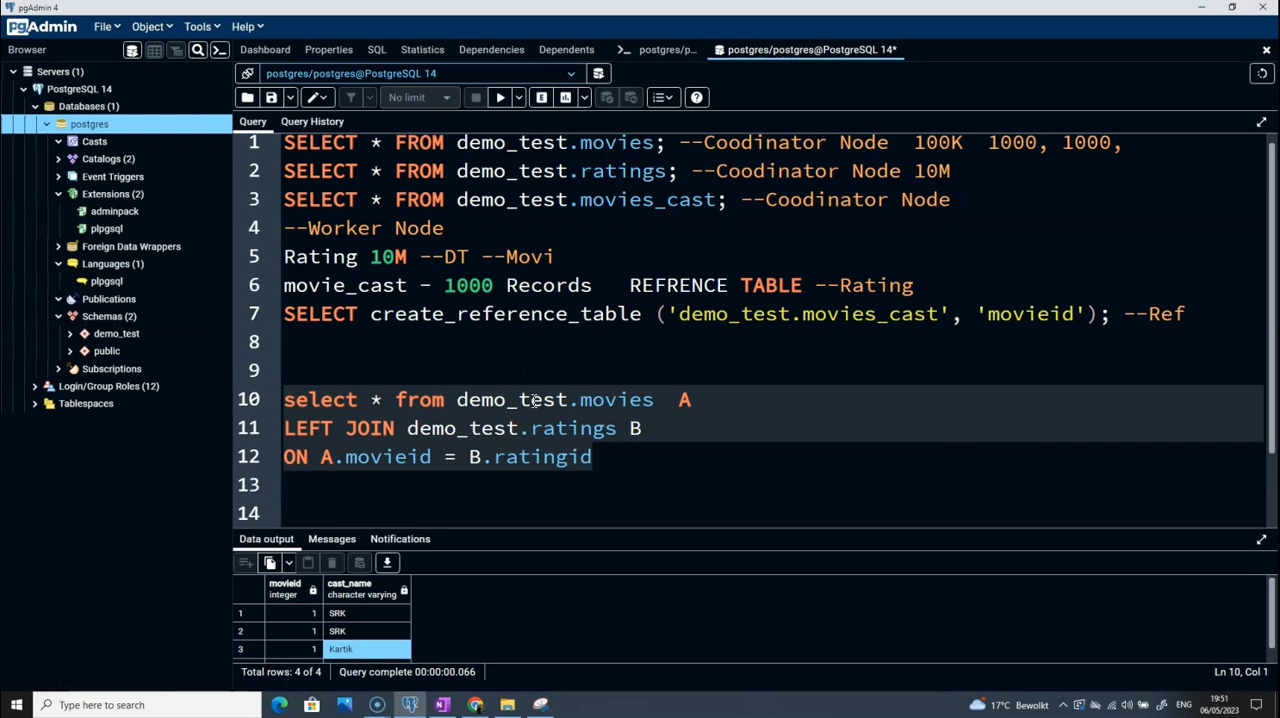 pgAdmin 4
pgAdmin File Object Tools Help
Browser Dashboard Properties SQL Statistics Dependencies Dependents postgres/p... postgres/postgres@PostgreSQL 14*
Servers (1)
PostgreSQL 14
Databases (1)
postgres
Casts
Catalogs (2)
Event Triggers
Extensions (2)
adminpack
plpgsql
Foreign Data Wrappers
Languages (1)
plpgsql
Publications
Schemas (2)
demo_test
public
Subscriptions
Login/Group Roles (12)
Tablespaces
postgres/postgres@PostgreSQL 14
No limit
Query Query History
1 SELECT * FROM demo_test.movies; --Coodinator Node 100K 1000, 1000,
2 SELECT * FROM demo_test.ratings; --Coodinator Node 10M
3 SELECT * FROM demo_test.movies_cast; --Coodinator Node
4 --Worker Node
5 Rating 10M --DT --Movi
6 movie_cast - 1000 Records REFRENCE TABLE --Rating
7 SELECT create_reference_table ('demo_test.movies_cast', 'movieid'); --Ref
8
9
10 select * from demo_test.movies A
11 LEFT JOIN demo_test.ratings B
12 ON A.movieid = B.ratingid
13
14
Data output Messages Notifications
movieid cast_name
integer character varying
1 1 SRK
2 1 SRK
3 1 Kartik
Total rows: 4 of 4 Query complete 00:00:00.066 Ln 10, Col 1
Type here to search
17°C Bewolkt ENG
19:51
06/05/2023